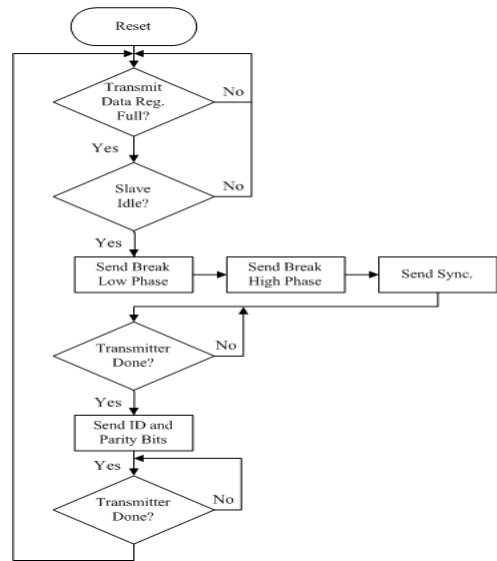 Reset
Transmit
Data Reg.
Full?
No
Yes
Slave
Idle?
No
Yes
Send Break
Low Phase
Send Break
High Phase
Send Sync.
Transmitter
Done?
No
Yes
Send ID and
Parity Bits
Yes
Transmitter
Done?
No